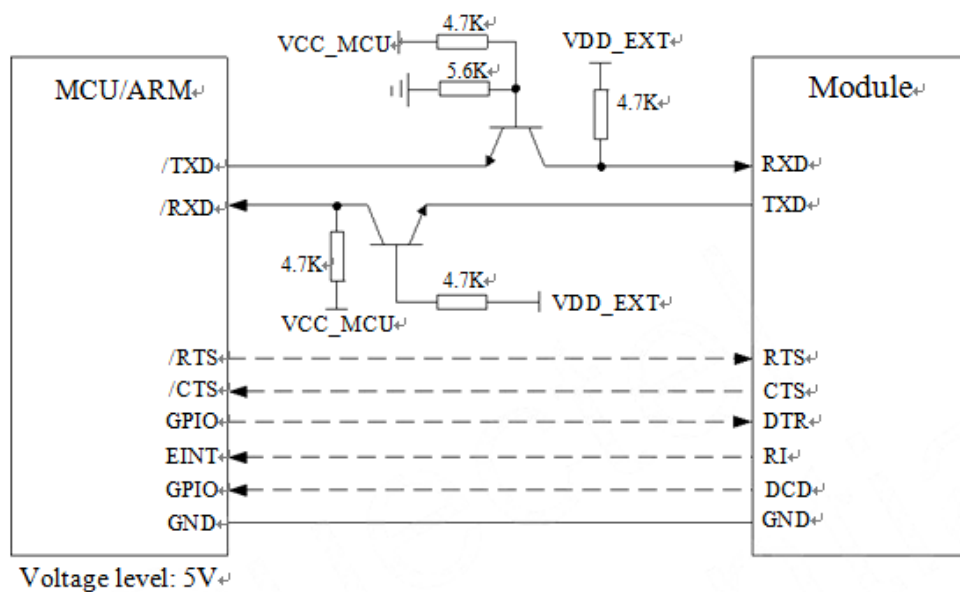 4.7K↵
VCC_MCU
VDD_EXT↵
5.6K↵
MCU/ARM↵
4.7K↵
Module↵
/TXD↵
RXD↵
/RXD↵
TXD↵
4.7K↵
4.7K↵
VDD_EXT↵
VCC_MCU↵
/RTS↵
RTS↵
/CTS↵
CTS↵
GPIO↵
DTR↵
EINT↵
RI↵
GPIO↵
DCD↵
GND↵
GND↵
Voltage level: 5V↵